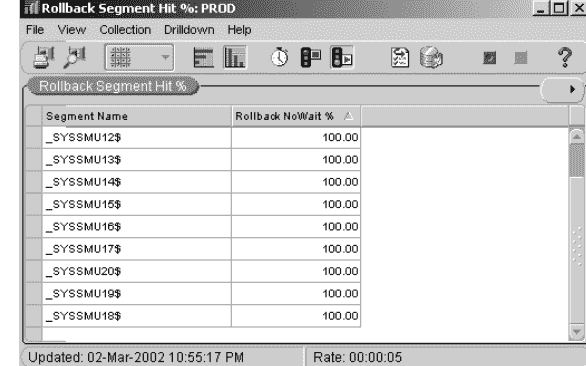 Rollback Segment Hit %: PROD
File View Collection Drilldown Help
Rollback Segment Hit %
Segment Name Rollback NoWait %
_SYSSMU12$ 100.00
_SYSSMU13$ 100.00
_SYSSMU14$ 100.00
_SYSSMU15$ 100.00
_SYSSMU16$ 100.00
_SYSSMU17$ 100.00
_SYSSMU20$ 100.00
_SYSSMU19$ 100.00
_SYSSMU18$ 100.00
Updated: 02-Mar-2002 10:55:17 PM Rate: 00:00:05